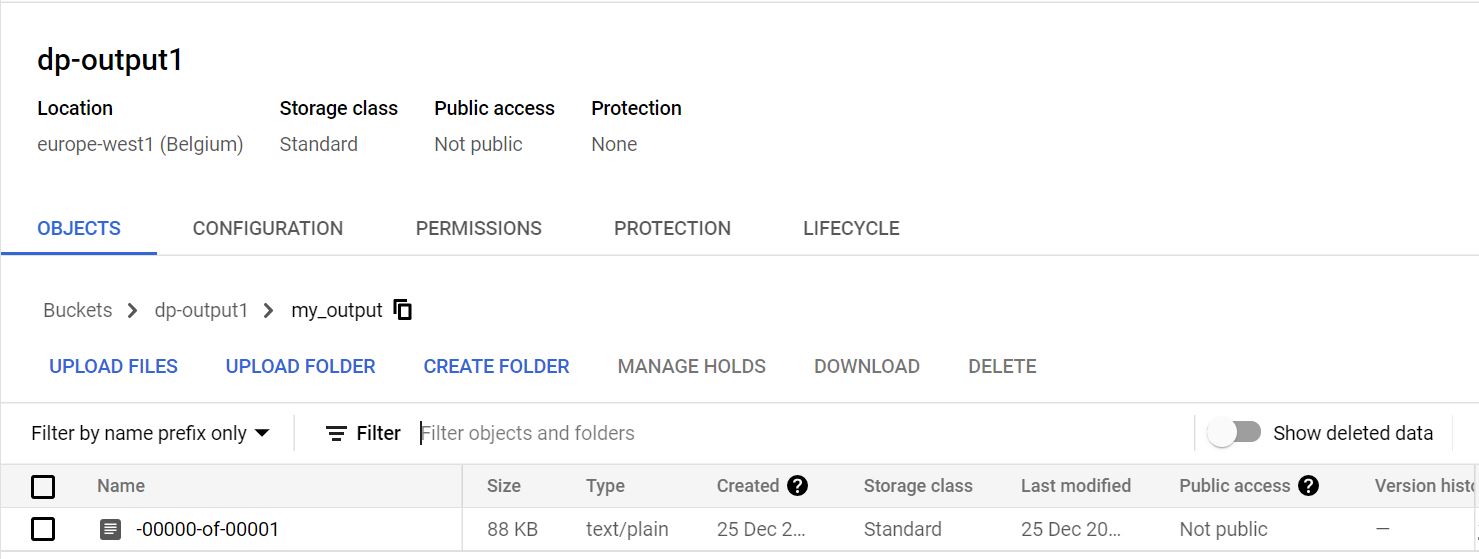 dp-output1
Location Storage class Public access Protection
europe-west1 (Belgium) Standard Not public None
OBJECTS CONFIGURATION PERMISSIONS PROTECTION LIFECYCLE
Buckets > dp-output1 > my_output
UPLOAD FILES UPLOAD FOLDER CREATE FOLDER MANAGE HOLDS DOWNLOAD DELETE
Filter by name prefix only Filter Filter objects and folders Show deleted data
Name Size Type Created ? Storage class Last modified Public access ? Version histo
-00000-of-00001 88 KB text/plain 25 Dec 2... Standard 25 Dec 20... Not public —